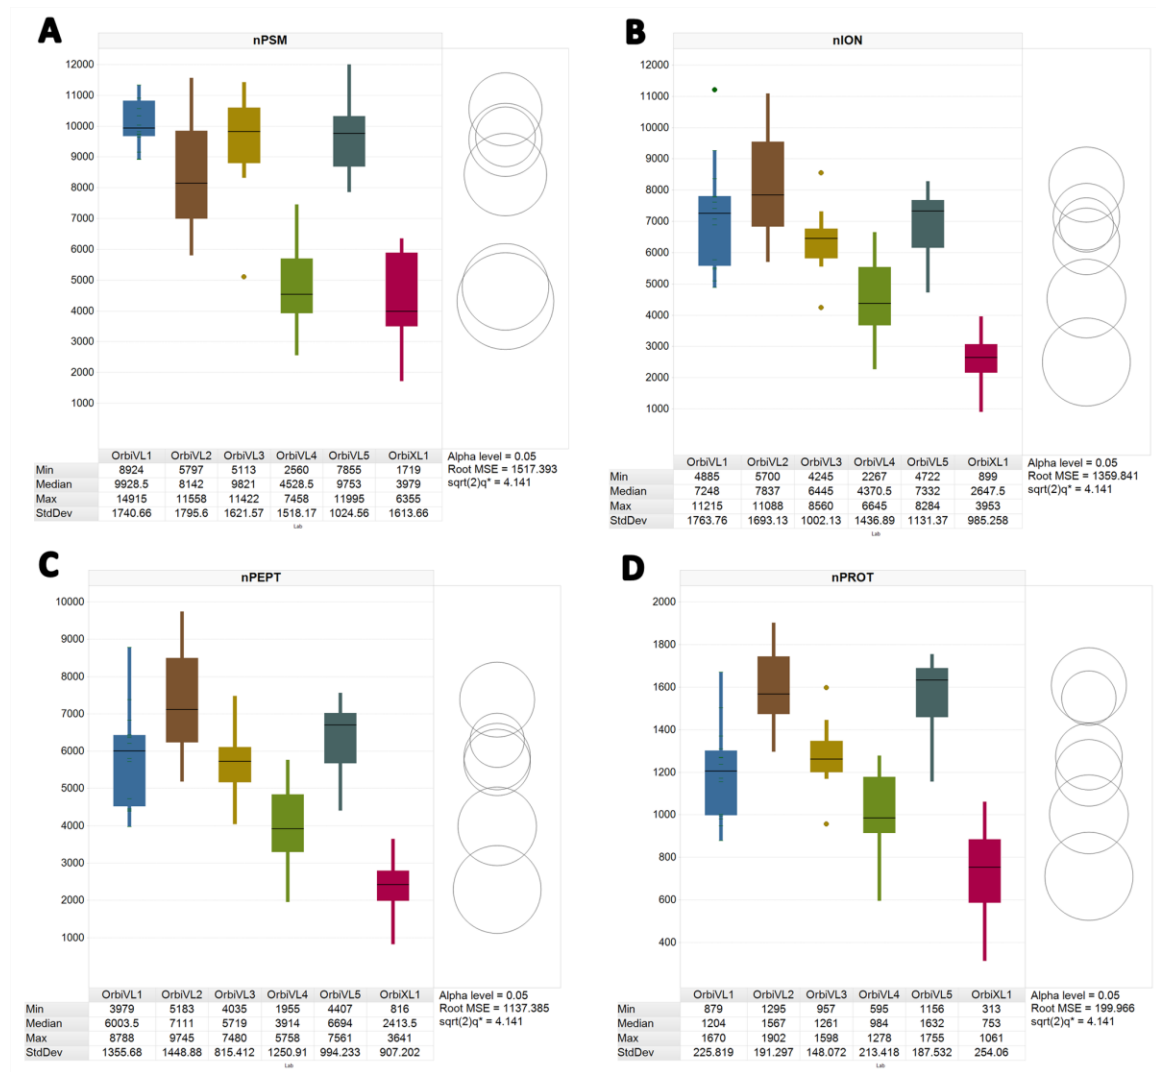 A
nPSM
12000
11000
10000
9000
8000
7000
6000
5000
4000
3000
2000
1000
OrbiVL1 OrbiVL2 OrbiVL3 OrbiVL4 OrbiVL5 OrbiXL1
Min 8924 5797 5113 2560 7855 1719
Median 9928.5 8142 9821 4528.5 9753 3979
Max 14915 11558 11422 7458 11995 6355
StdDev 1740.66 1795.6 1621.57 1518.17 1024.56 1613.66
Lab
Alpha level = 0.05
Root MSE = 1517.393
sqrt(2)q* = 4.141
B
nION
12000
11000
10000
9000
8000
7000
6000
5000
4000
3000
2000
1000
OrbiVL1 OrbiVL2 OrbiVL3 OrbiVL4 OrbiVL5 OrbiXL1
Min 4885 5700 4245 2267 4722 899
Median 7248 7837 6445 4370.5 7332 2647.5
Max 11215 11088 8560 6645 8284 3953
StdDev 1763.76 1693.13 1002.13 1436.89 1131.37 985.258
Lab
Alpha level = 0.05
Root MSE = 1359.841
sqrt(2)q* = 4.141
C
nPEPT
10000
9000
8000
7000
6000
5000
4000
3000
2000
1000
OrbiVL1 OrbiVL2 OrbiVL3 OrbiVL4 OrbiVL5 OrbiXL1
Min 3979 5183 4035 1955 4407 816
Median 6003.5 7111 5719 3914 6694 2413.5
Max 8788 9745 7480 5758 7561 3641
StdDev 1355.68 1448.88 815.412 1250.91 994.233 907.202
Lab
Alpha level = 0.05
Root MSE = 1137.385
sqrt(2)q* = 4.141
D
nPROT
2000
1800
1600
1400
1200
1000
800
600
400
OrbiVL1 OrbiVL2 OrbiVL3 OrbiVL4 OrbiVL5 OrbiXL1
Min 879 1295 957 595 1156 313
Median 1204 1567 1261 984 1632 753
Max 1670 1902 1598 1278 1755 1061
StdDev 225.819 191.297 148.072 213.418 187.532 254.06
Lab
Alpha level = 0.05
Root MSE = 199.966
sqrt(2)q* = 4.141